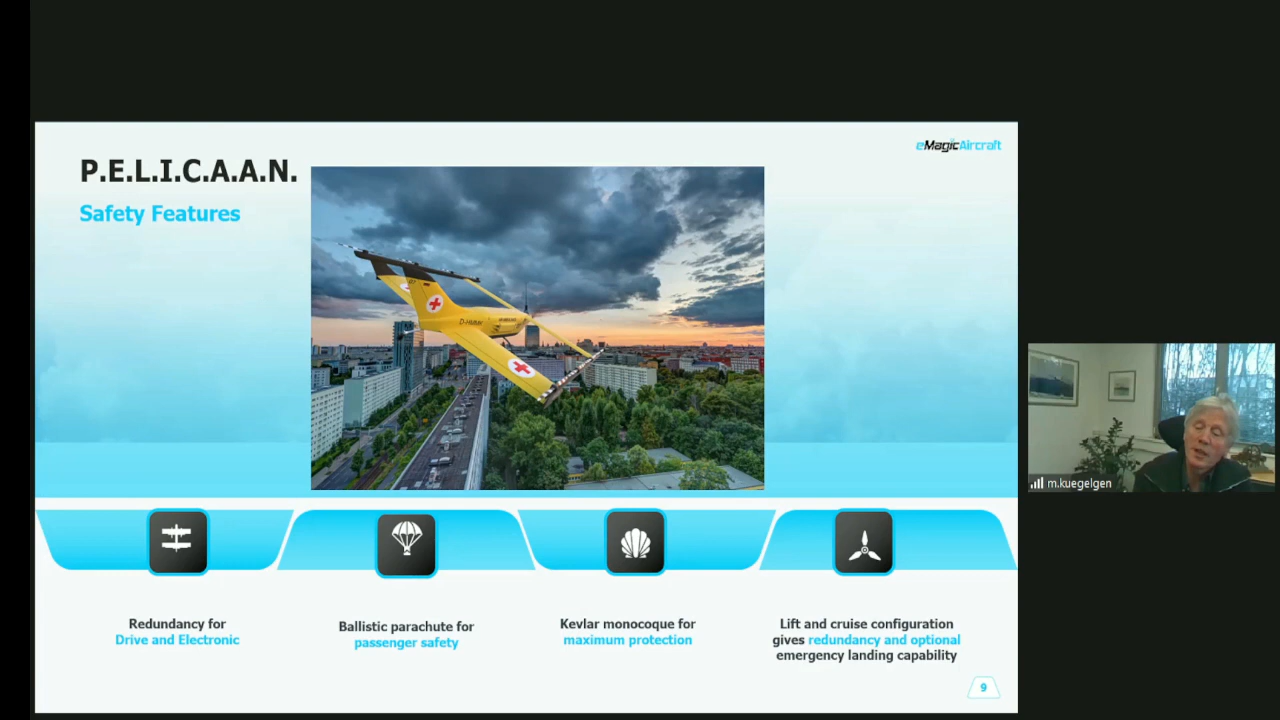 P.E.L.I.C.A.A.N.
eMagicAircraft
Safety Features
Redundancy for
Drive and Electronic
Ballistic parachute for
passenger safety
Kevlar monocoque for
maximum protection
Lift and cruise configuration
gives redundancy and optional
emergency landing capability
9
m.kuegelgen